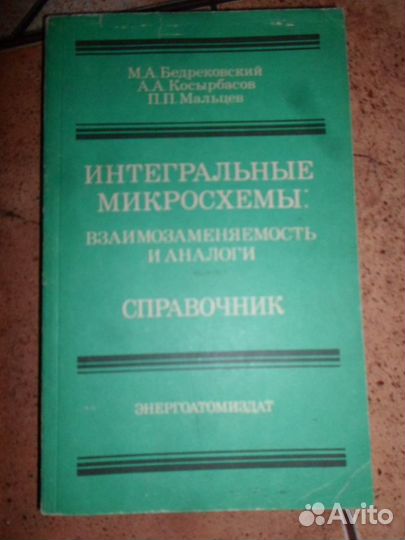 М.А. Бедрековский
А.А. Косырбасов
П.П. Мальцев
ИНТЕГРАЛЬНЫЕ
МИКРОСХЕМЫ:
ВЗАИМОЗАМЕНЯЕМОСТЬ
И АНАЛОГИ
СПРАВОЧНИК
ЭНЕРГОАТОМИЗДАТ
Avito